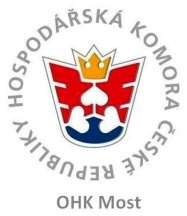 HOSPODÁŘSKÁ KOMORA ČESKÉ REPUBLIKY
OHK Most